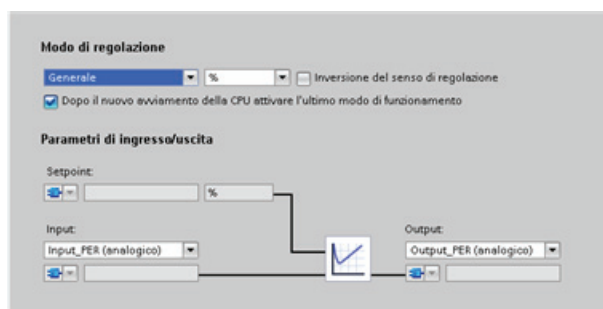 Modo di regolazione
Generale % Inversione del senso di regolazione
Dopo il nuovo avviamento della CPU attivare l'ultimo modo di funzionamento
Parametri di ingresso/uscita
Setpoint:
%
Input: Output:
Input_PER (analogico) Output_PER (analogico)